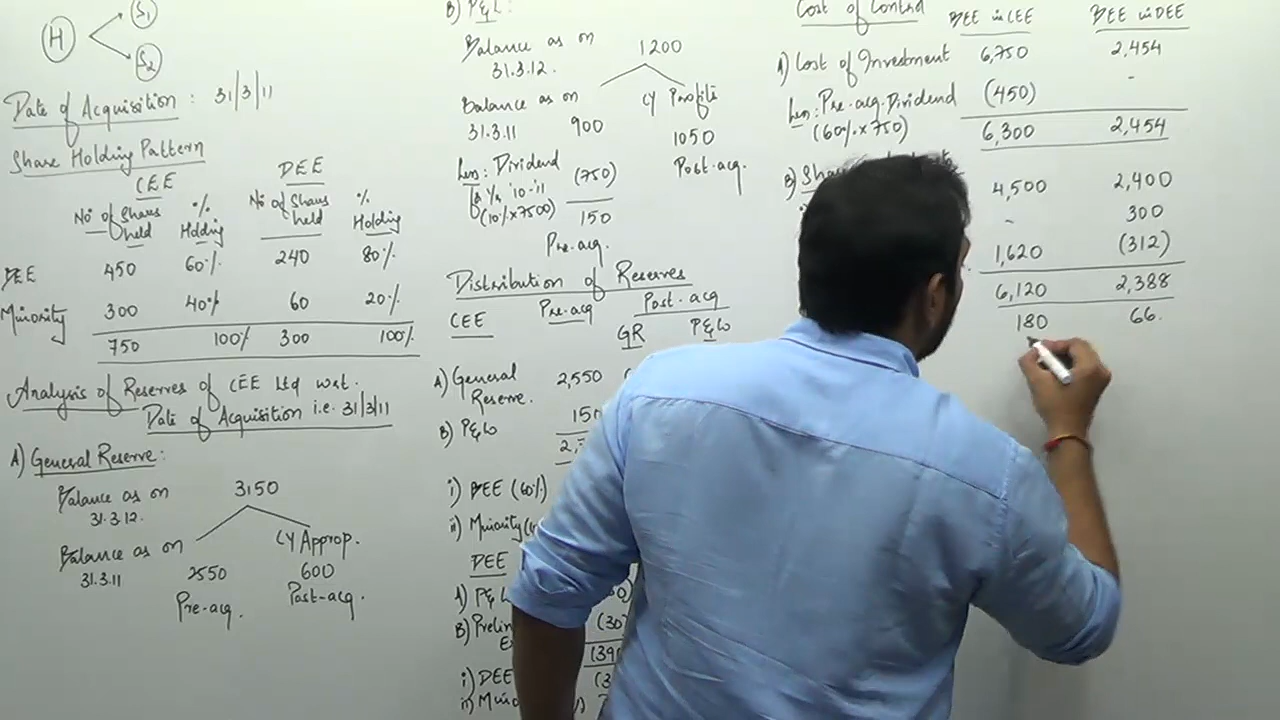 H
S1
S2
Date of Acquisition : 31/3/11
Share Holding Pattern
CEE DEE
No of Shares held % Holding No of Shares held % Holding
BEE 450 60% 240 80%
Minority 300 40% 60 20%
750 100% 300 100%
Analysis of Reserves of CEE Ltd w.r.t.
Date of Acquisition i.e. 31/3/11
A) General Reserve :
Balance as on 3150
31.3.12.
Balance as on CY Approp.
31.3.11 2550 600
Pre-acq. Post-acq.
B) P&L :
Balance as on 1200
31.3.12.
Balance as on CY Profits
31.3.11 900 1050
Less: Dividend (750) Post-acq.
for Y/e '10-'11
(10% x 7500) 150
Pre-acq.
Distribution of Reserves
CEE Pre-acq Post-acq
GR P&L
A) General 2,550
Reserve.
B) P&L 150
i) BEE (60%)
ii) Minority
DEE
A) P&L
B)
i) DEE
ii)
Cost of Control BEE in CEE BEE in DEE
A) Cost of Investment 6,750 2,454
Less: Pre-acq. Dividend (450) -
(60% x 750) 6,300 2,454
B) 4,500 2,400
- 300
1,620 (312)
6,120 2,388
180 66.